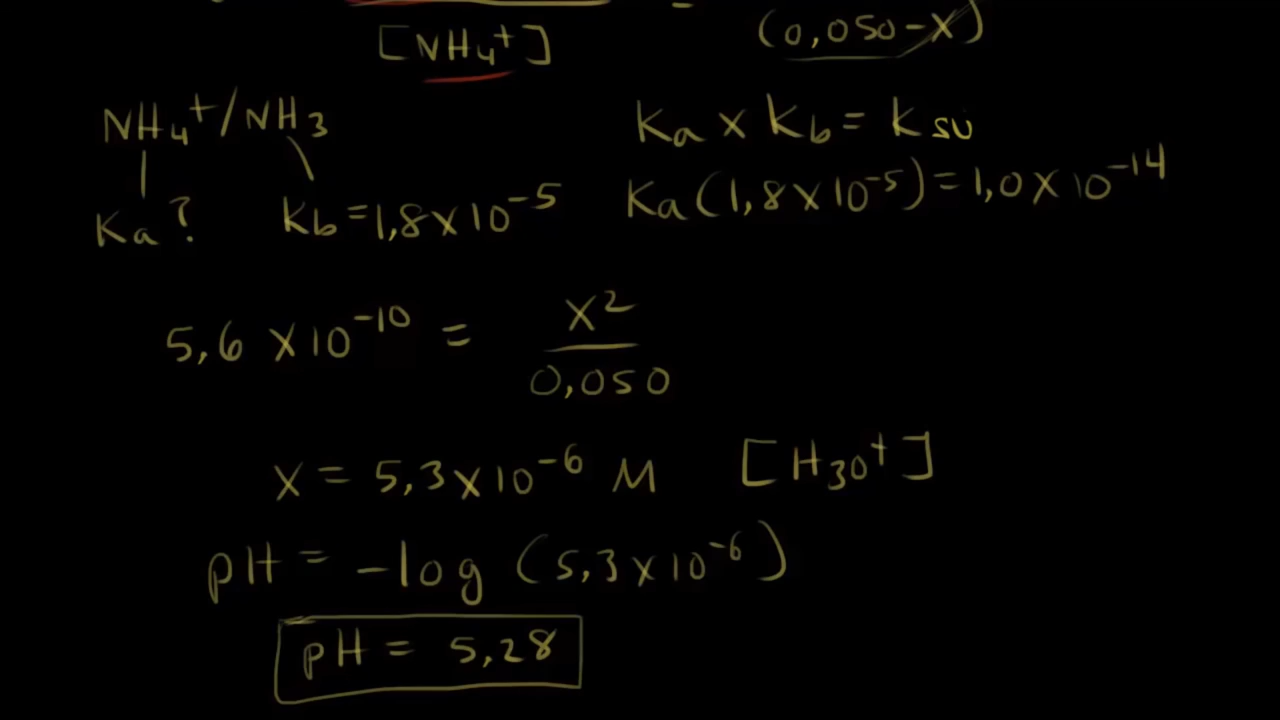 = (0,050-x)
[NH₄⁺]
NH₄⁺/NH₃ Ka x Kb = Ksu
Ka? Kb=1,8x10⁻⁵ Ka(1,8x10⁻⁵)=1,0x10⁻¹⁴
5,6 x10⁻¹⁰ = x²
0,050
x = 5,3x10⁻⁶ M [H₃O⁺]
pH = -log (5,3x10⁻⁶)
pH = 5,28